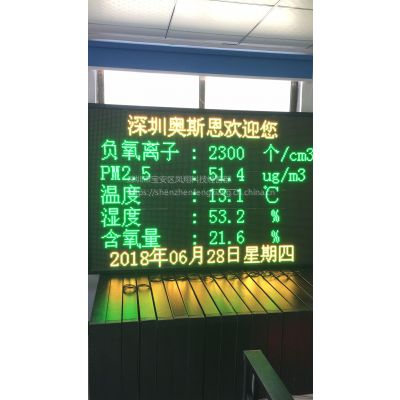 深圳奥斯恩欢迎您
负氧离子 : 2300 个/cm3
PM2.5 : 51.4 ug/m3
温度 : 13.1 ℃
湿度 : 53.2 %
含氧量 : 21.6 %
2018年06月28日星期四